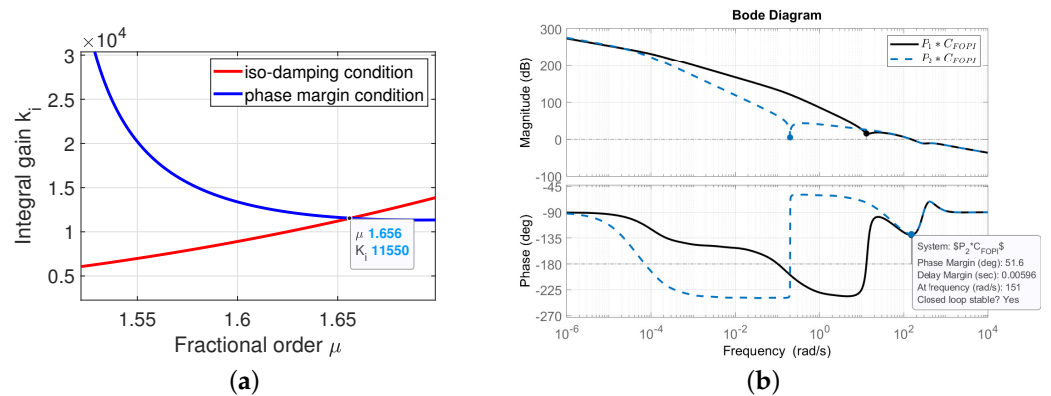 ×10⁴
3
2.5
2
1.5
1
0.5
Integral gain kᵢ
iso-damping condition
phase margin condition
μ 1.656
Kᵢ 11550
1.55
1.6
1.65
Fractional order μ
(a)
Bode Diagram
300
200
100
0
-100
Magnitude (dB)
P₁ ∗ C_FOPI
P₂ ∗ C_FOPI
-45
-90
-135
-180
-225
-270
Phase (deg)
System: $P_2*C_FOPI$
Phase Margin (deg): 51.6
Delay Margin (sec): 0.00596
At frequency (rad/s): 151
Closed loop stable? Yes
10⁻⁶
10⁻⁴
10⁻²
10⁰
10²
10⁴
Frequency (rad/s)
(b)